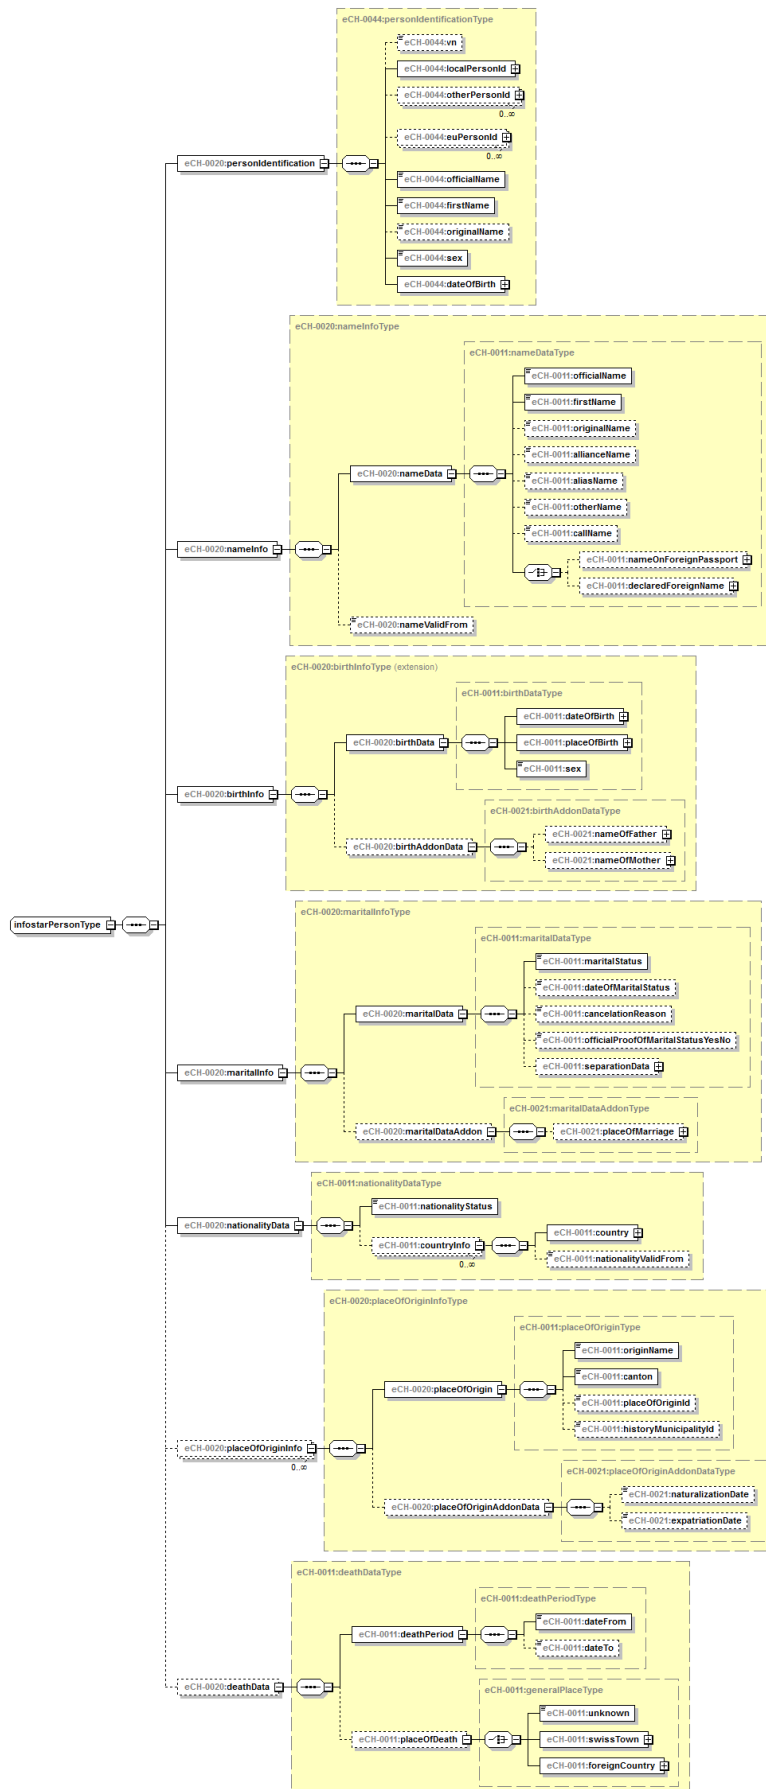 eCH-0044:personIdentificationType
eCH-0044:vn
eCH-0044:localPersonId
eCH-0044:otherPersonId
0..∞
eCH-0044:euPersonId
0..∞
eCH-0020:personIdentification
eCH-0044:officialName
eCH-0044:firstName
eCH-0044:originalName
eCH-0044:sex
eCH-0044:dateOfBirth
eCH-0020:nameInfoType
eCH-0011:nameDataType
eCH-0011:officialName
eCH-0011:firstName
eCH-0011:originalName
eCH-0011:allianceName
eCH-0020:nameData
eCH-0011:aliasName
eCH-0011:otherName
eCH-0011:callName
eCH-0020:nameInfo
eCH-0011:nameOnForeignPassport
eCH-0011:declaredForeignName
eCH-0020:nameValidFrom
eCH-0020:birthInfoType (extension)
eCH-0011:birthDataType
eCH-0011:dateOfBirth
eCH-0020:birthData
eCH-0011:placeOfBirth
eCH-0011:sex
eCH-0020:birthInfo
eCH-0021:birthAddonDataType
eCH-0021:nameOfFather
eCH-0020:birthAddonData
eCH-0021:nameOfMother
infostarPersonType
eCH-0020:maritalInfoType
eCH-0011:maritalDataType
eCH-0011:maritalStatus
eCH-0011:dateOfMaritalStatus
eCH-0020:maritalData
eCH-0011:cancelationReason
eCH-0011:officialProofOfMaritalStatusYesNo
eCH-0011:separationData
eCH-0020:maritalInfo
eCH-0021:maritalDataAddonType
eCH-0020:maritalDataAddon
eCH-0021:placeOfMarriage
eCH-0011:nationalityDataType
eCH-0011:nationalityStatus
eCH-0020:nationalityData
eCH-0011:countryInfo
0..∞
eCH-0011:country
eCH-0011:nationalityValidFrom
eCH-0020:placeOfOriginInfoType
eCH-0011:placeOfOriginType
eCH-0011:originName
eCH-0011:canton
eCH-0020:placeOfOrigin
eCH-0011:placeOfOriginId
eCH-0011:historyMunicipalityId
eCH-0020:placeOfOriginInfo
0..∞
eCH-0021:placeOfOriginAddonDataType
eCH-0021:naturalizationDate
eCH-0020:placeOfOriginAddonData
eCH-0021:expatriationDate
eCH-0011:deathDataType
eCH-0011:deathPeriodType
eCH-0011:dateFrom
eCH-0011:deathPeriod
eCH-0011:dateTo
eCH-0020:deathData
eCH-0011:generalPlaceType
eCH-0011:unknown
eCH-0011:placeOfDeath
eCH-0011:swissTown
eCH-0011:foreignCountry